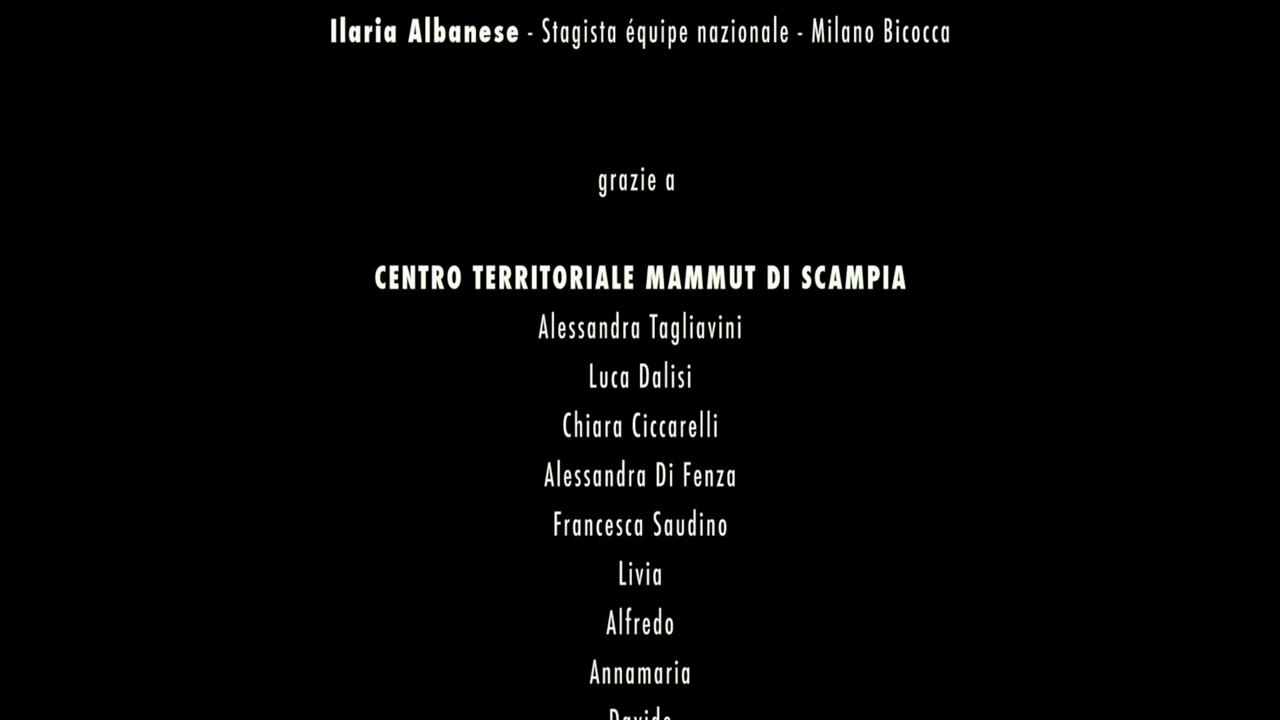 Ilaria Albanese - Stagista équipe nazionale - Milano Bicocca
grazie a
CENTRO TERRITORIALE MAMMUT DI SCAMPIA
Alessandra Tagliavini
Luca Dalisi
Chiara Ciccarelli
Alessandra Di Fenza
Francesca Saudino
Livia
Alfredo
Annamaria
Davide